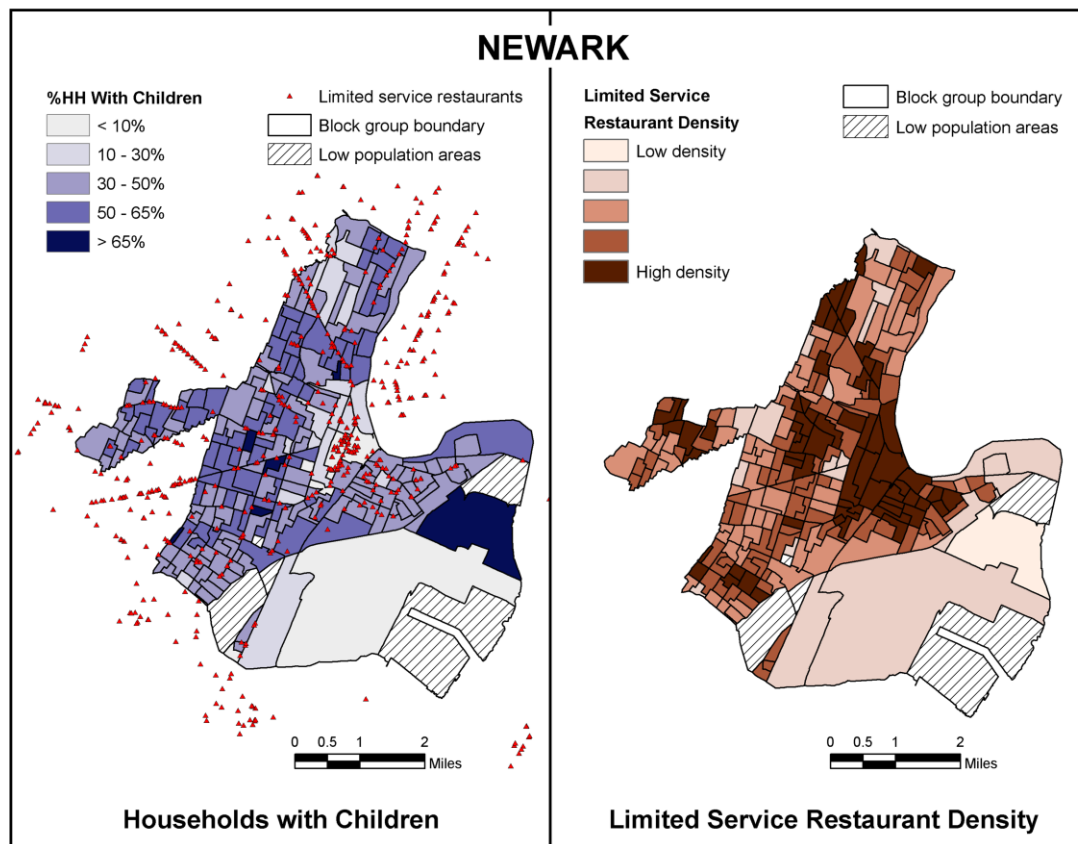 NEWARK
%HH With Children
< 10%
10 - 30%
30 - 50%
50 - 65%
> 65%
Limited service restaurants
Block group boundary
Low population areas
0 0.5 1 2
Miles
Households with Children
Limited Service
Restaurant Density
Low density
High density
Block group boundary
Low population areas
0 0.5 1 2
Miles
Limited Service Restaurant Density